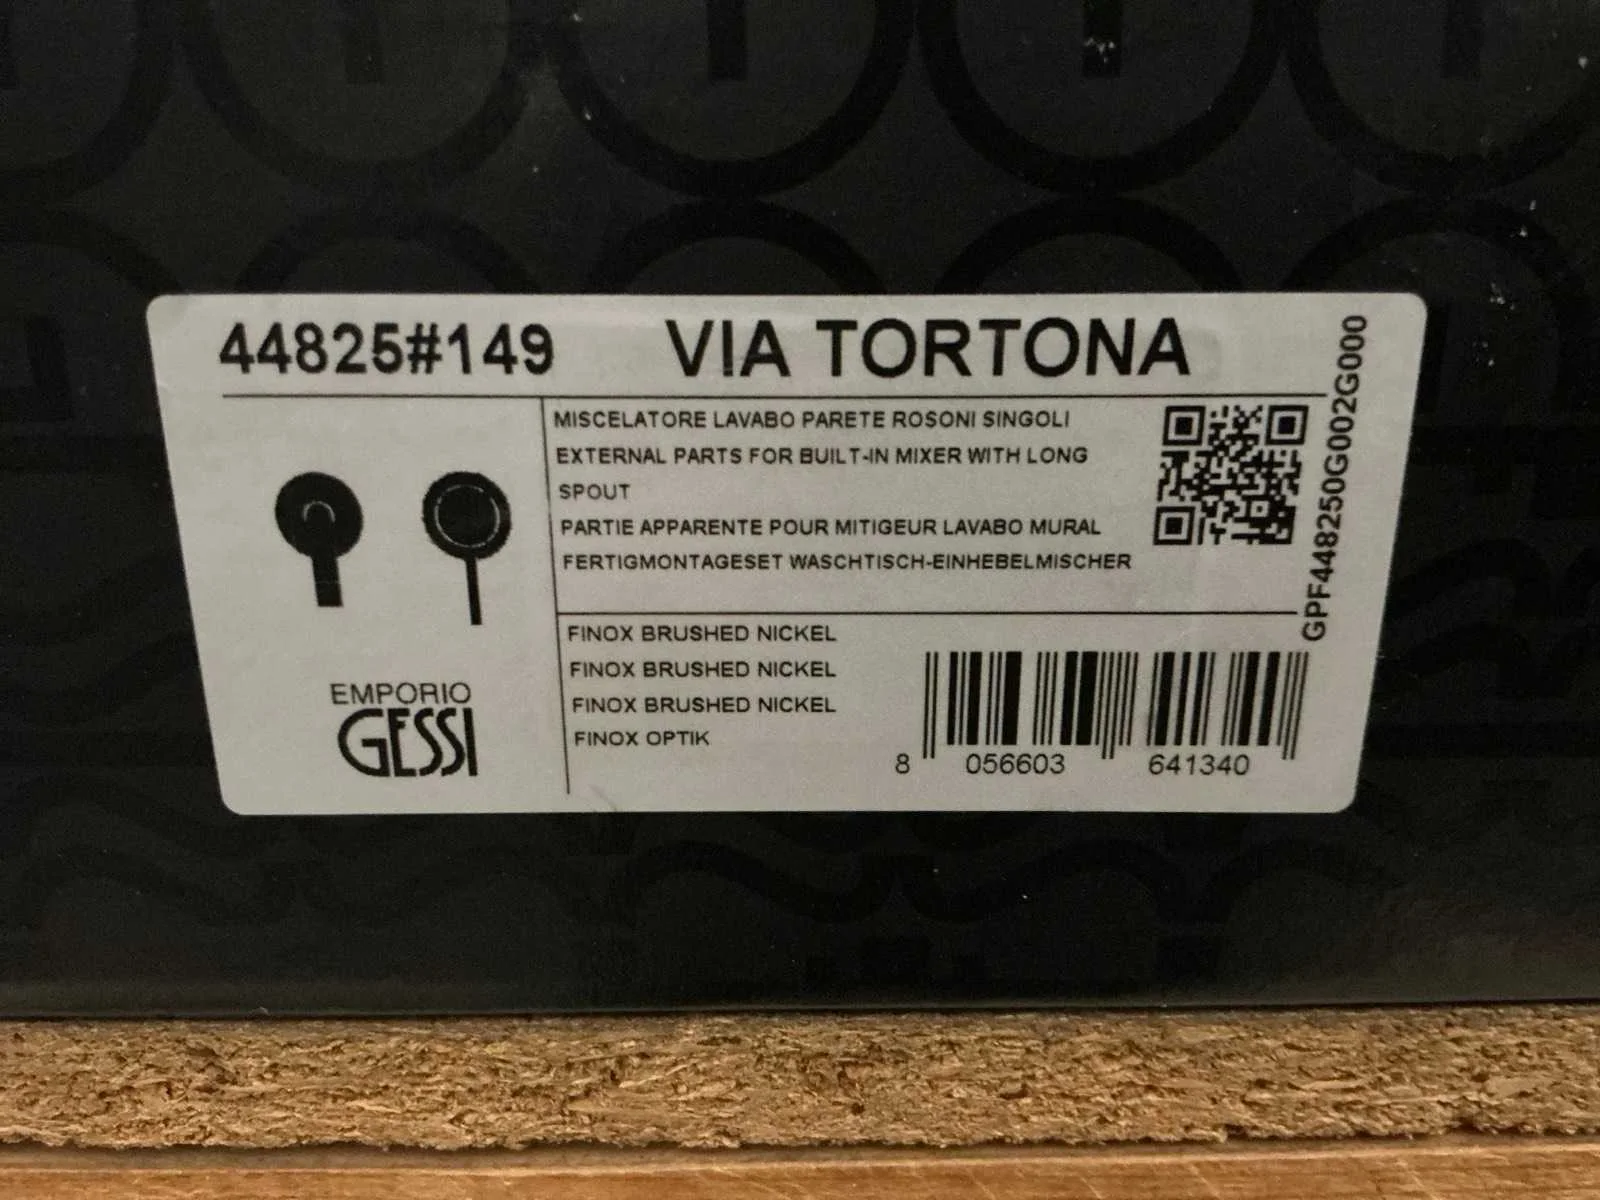 44825#149 VIA TORTONA
MISCELATORE LAVABO PARETE ROSONI SINGOLI
EXTERNAL PARTS FOR BUILT-IN MIXER WITH LONG
SPOUT
PARTIE APPARENTE POUR MITIGEUR LAVABO MURAL
FERTIGMONTAGESET WASCHTISCH-EINHEBELMISCHER
GPF448250G002G000
EMPORIO
GESSI
FINOX BRUSHED NICKEL
FINOX BRUSHED NICKEL
FINOX BRUSHED NICKEL
FINOX OPTIK
8 056603 641340